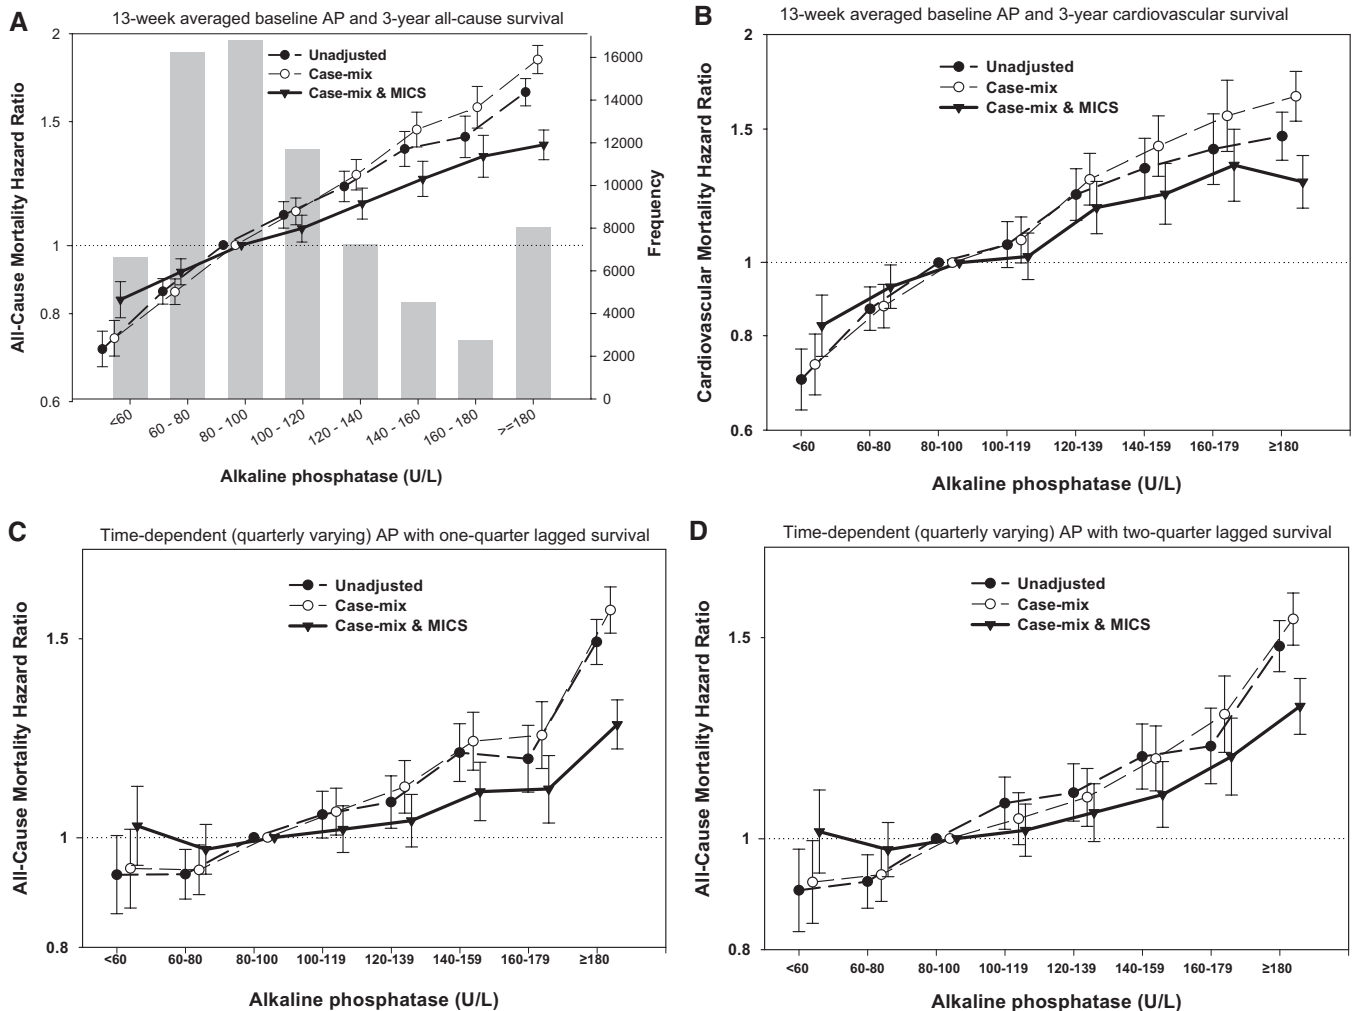 A
13-week averaged baseline AP and 3-year all-cause survival
All-Cause Mortality Hazard Ratio
2
1.5
1
0.8
0.6
Unadjusted
Case-mix
Case-mix & MICS
16000
14000
12000
10000
8000
6000
4000
2000
0
Frequency
<60
60 - 80
80 - 100
100 - 120
120 - 140
140 - 160
160 - 180
>=180
Alkaline phosphatase (U/L)
B
13-week averaged baseline AP and 3-year cardiovascular survival
Cardiovascular Mortality Hazard Ratio
2
1.5
1
0.8
0.6
Unadjusted
Case-mix
Case-mix & MICS
<60 60-80 80-100 100-119 120-139 140-159 160-179 ≥180
Alkaline phosphatase (U/L)
C
Time-dependent (quarterly varying) AP with one-quarter lagged survival
All-Cause Mortality Hazard Ratio
1.5
1
0.8
Unadjusted
Case-mix
Case-mix & MICS
<60 60-80 80-100 100-119 120-139 140-159 160-179 ≥180
Alkaline phosphatase (U/L)
D
Time-dependent (quarterly varying) AP with two-quarter lagged survival
All-Cause Mortality Hazard Ratio
1.5
1
0.8
Unadjusted
Case-mix
Case-mix & MICS
<60 60-80 80-100 100-119 120-139 140-159 160-179 ≥180
Alkaline phosphatase (U/L)